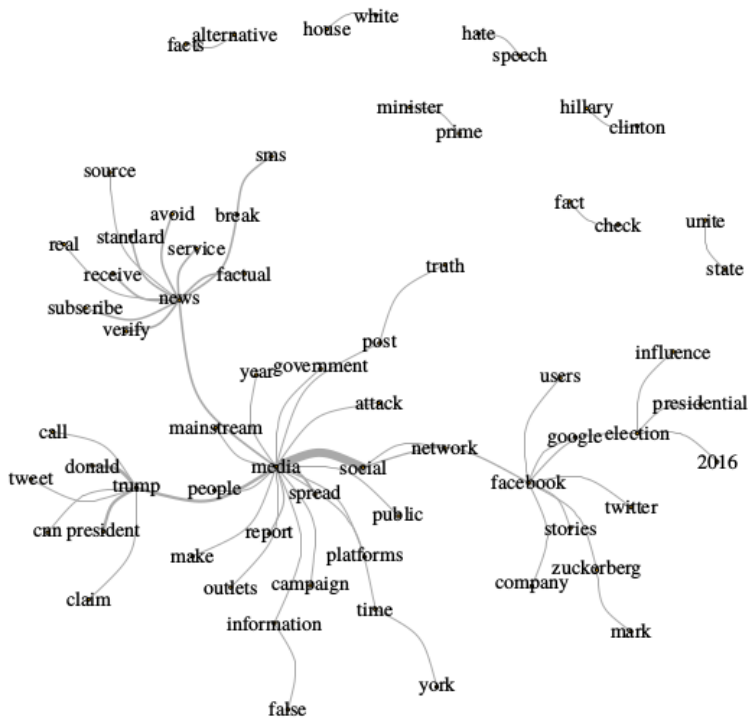 white
alternative
house
facts
hate
speech
minister
hillary
prime
clinton
sms
source
avoid
break
fact
standard
check
unite
real
service
receive
factual
truth
state
news
subscribe
verify
post
influence
year
government
users
attack
presidential
mainstream
call
google
election
network
donald
media
social
2016
tweet
trump
people
spread
facebook
public
twitter
cnn
president
report
stories
make
platforms
outlets
campaign
company
zuckerberg
claim
time
information
mark
york
false